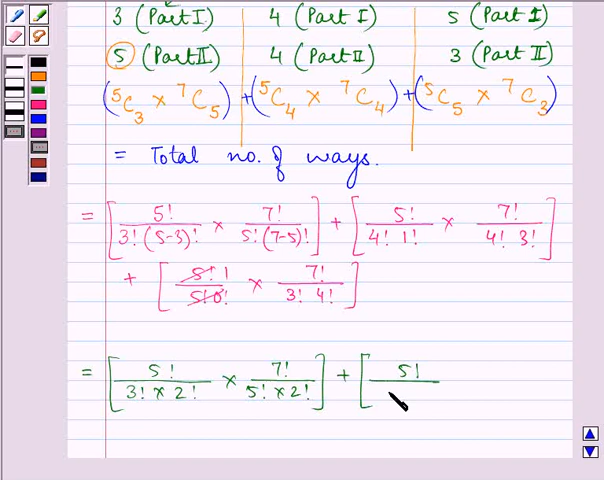 3 (Part I) 4 (Part I) 5 (Part I)
5 (Part II) 4 (Part II) 3 (Part II)
(⁵C₃ × ⁷C₅) + (⁵C₄ × ⁷C₄) + (⁵C₅ × ⁷C₃)
= Total no. of ways.
= [5!/3!(5-3)! × 7!/5!(7-5)!] + [5!/4! 1! × 7!/4! 3!]
+ [5! 1/5! 0! × 7!/3! 4!]
= [5!/3! × 2! × 7!/5! × 2!] + [5!/